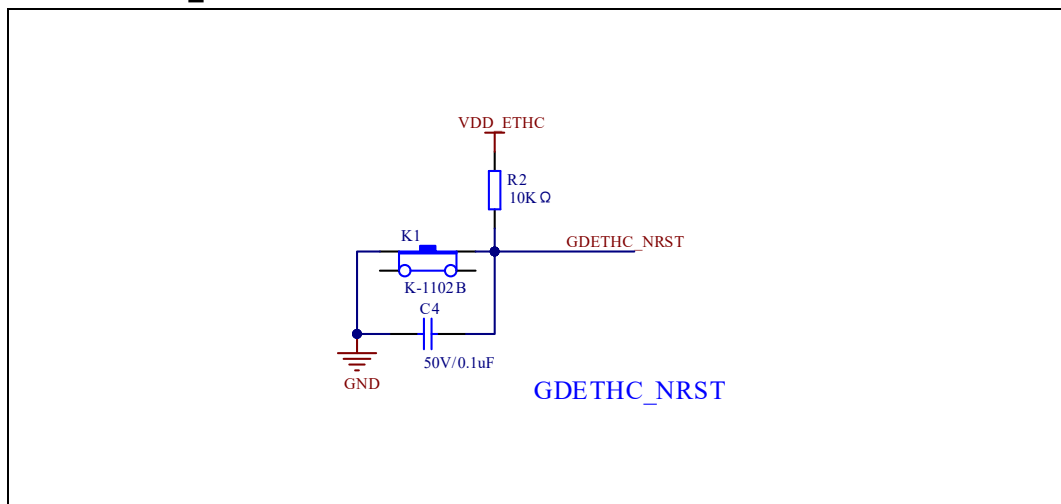 VDD_ETHC
R2
10KΩ
K1
GDETHC_NRST
K-1102B
C4
50V/0.1uF
GND
GDETHC_NRST